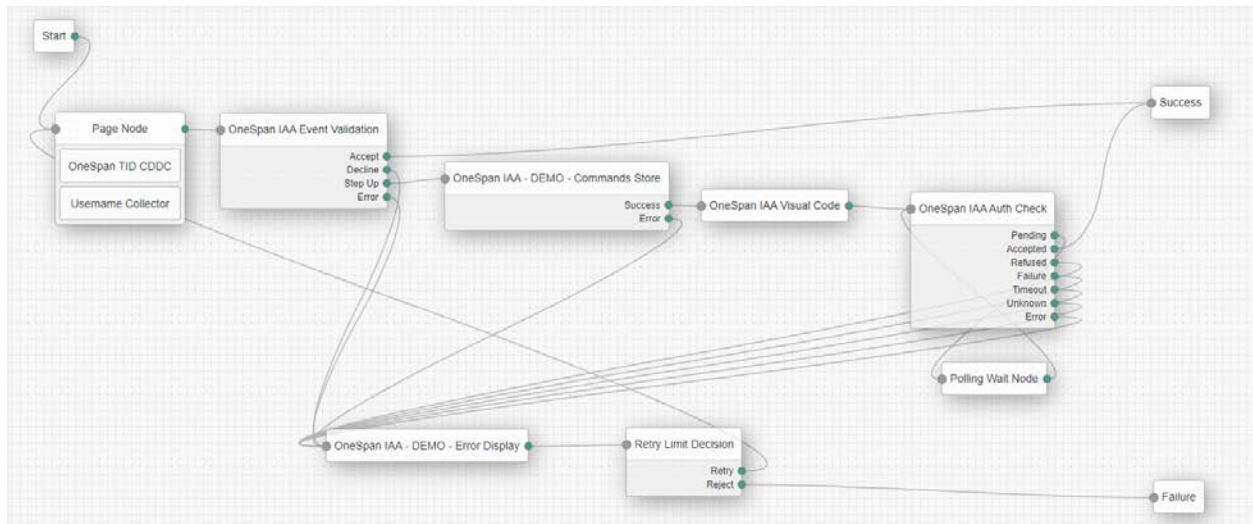 Start
Page Node
OneSpan TID CDDC
Username Collector
OneSpan IAA Event Validation
Accept
Decline
Step Up
Error
OneSpan IAA - DEMO - Commands Store
Success
Error
OneSpan IAA Visual Code
OneSpan IAA Auth Check
Pending
Accepted
Refused
Failure
Timeout
Unknown
Error
Success
Polling Wait Node
OneSpan IAA - DEMO - Error Display
Retry Limit Decision
Retry
Reject
Failure